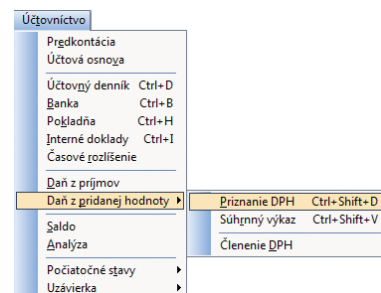 Účtovníctvo
Predkontácia
Účtová osnova
Účtovný denník Ctrl+D
Banka Ctrl+B
Pokladňa Ctrl+H
Interné doklady Ctrl+I
Časové rozlíšenie
Daň z príjmov
Daň z pridanej hodnoty
Priznanie DPH Ctrl+Shift+D
Súhrnný výkaz Ctrl+Shift+V
Členenie DPH
Saldo
Analýza
Počiatočné stavy
Uzávierka